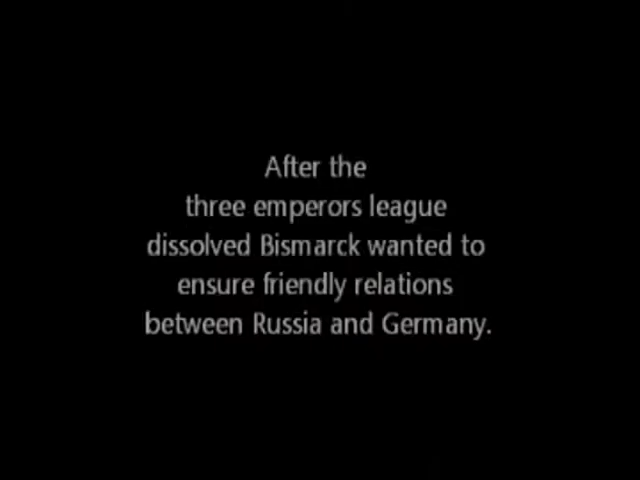 After the
three emperors league
dissolved Bismarck wanted to
ensure friendly relations
between Russia and Germany.